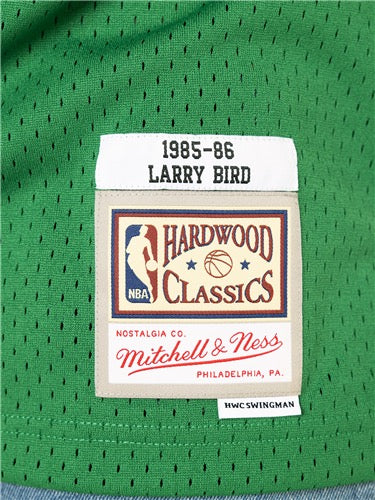 1985-86
LARRY BIRD
HARDWOOD
NBA
CLASSICS
NOSTALGIA CO.
Mitchell & Ness
PHILADELPHIA, PA.
HWC SWINGMAN